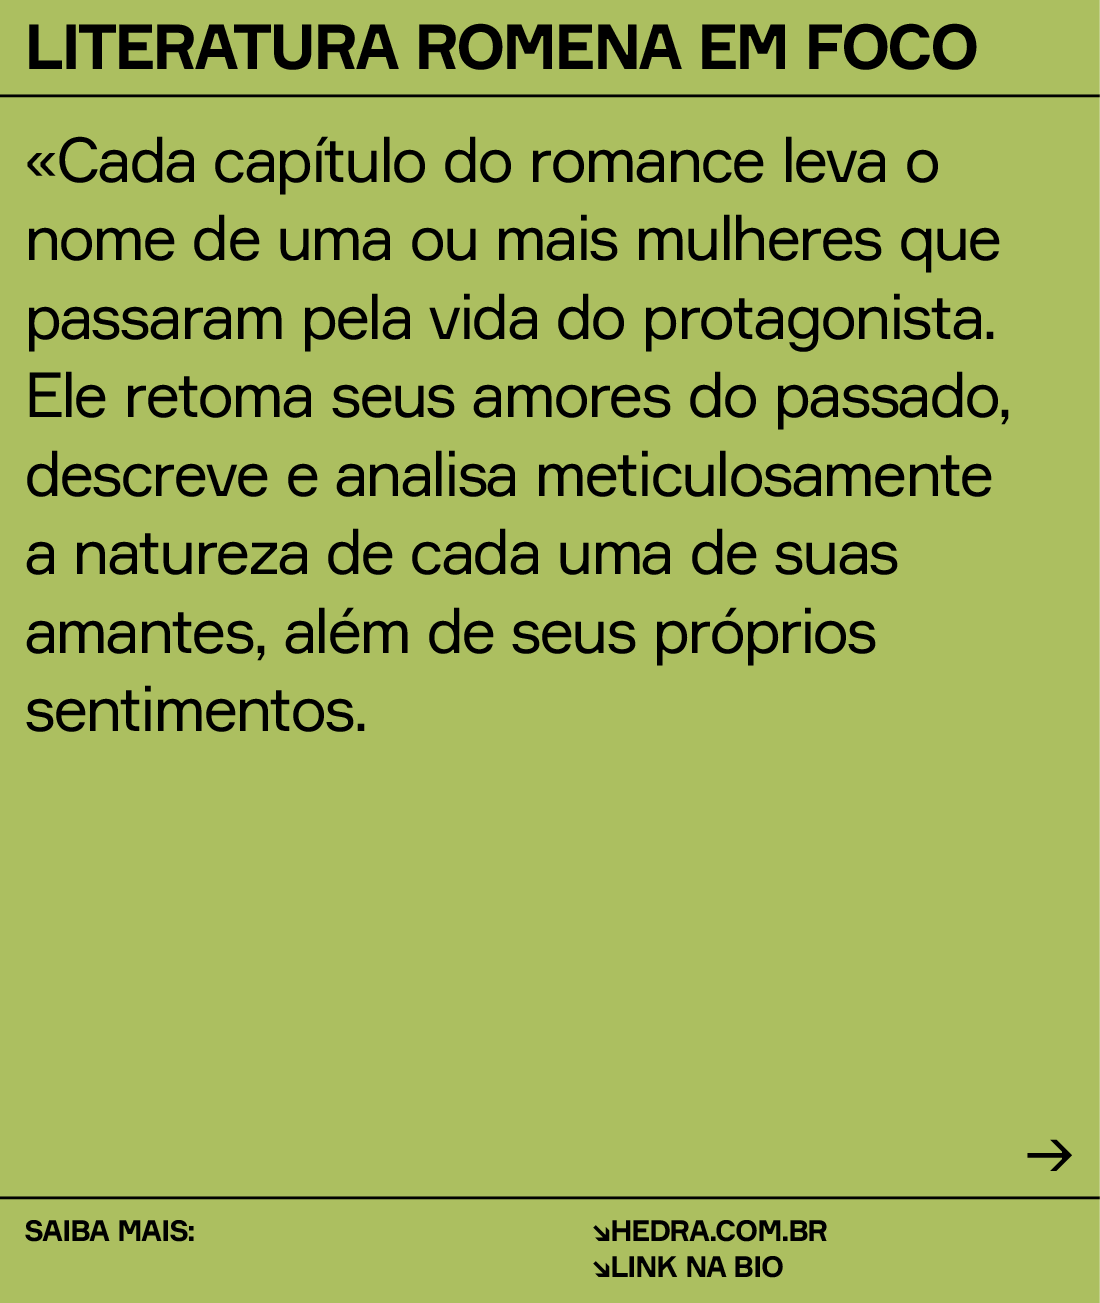 LITERATURA ROMENA EM FOCO
«Cada capítulo do romance leva o
nome de uma ou mais mulheres que
passaram pela vida do protagonista.
Ele retoma seus amores do passado,
descreve e analisa meticulosamente
a natureza de cada uma de suas
amantes, além de seus próprios
sentimentos.
→
SAIBA MAIS:
↘HEDRA.COM.BR
↘LINK NA BIO